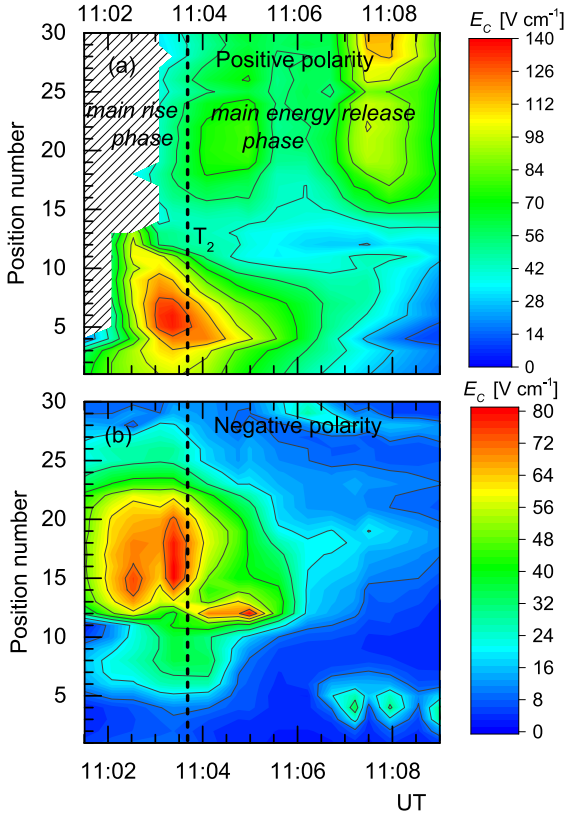 11:02 11:04 11:06 11:08
E_C [V cm⁻¹]
30
25
20
15
10
5
Position number
(a)
Positive polarity
main rise
phase
main energy release
phase
T₂
140
126
112
98
84
70
56
42
28
14
0
E_C [V cm⁻¹]
30
25
20
15
10
5
Position number
(b)
Negative polarity
80
72
64
56
48
40
32
24
16
8
0
11:02 11:04 11:06 11:08
UT